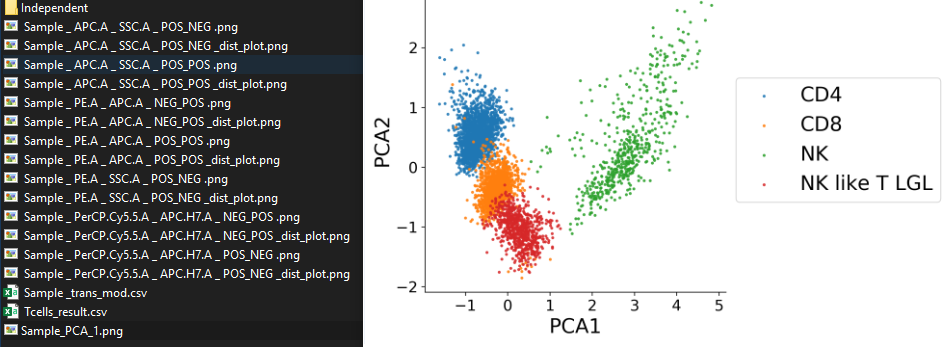 Independent
Sample _ APC.A _ SSC.A _ POS_NEG .png
Sample _ APC.A _ SSC.A _ POS_NEG _dist_plot.png
Sample _ APC.A _ SSC.A _ POS_POS .png
Sample _ APC.A _ SSC.A _ POS_POS _dist_plot.png
Sample _ PE.A _ APC.A _ NEG_POS .png
Sample _ PE.A _ APC.A _ NEG_POS _dist_plot.png
Sample _ PE.A _ APC.A _ POS_POS .png
Sample _ PE.A _ APC.A _ POS_POS _dist_plot.png
Sample _ PE.A _ SSC.A _ POS_NEG .png
Sample _ PE.A _ SSC.A _ POS_NEG _dist_plot.png
Sample _ PerCP.Cy5.5.A _ APC.H7.A _ NEG_POS .png
Sample _ PerCP.Cy5.5.A _ APC.H7.A _ NEG_POS _dist_plot.png
Sample _ PerCP.Cy5.5.A _ APC.H7.A _ POS_NEG .png
Sample _ PerCP.Cy5.5.A _ APC.H7.A _ POS_NEG _dist_plot.png
Sample _trans_mod.csv
Tcells_result.csv
Sample_PCA_1.png
PCA2
2
1
0
−1
−2
−1 0 1 2 3 4 5
PCA1
CD4
CD8
NK
NK like T LGL